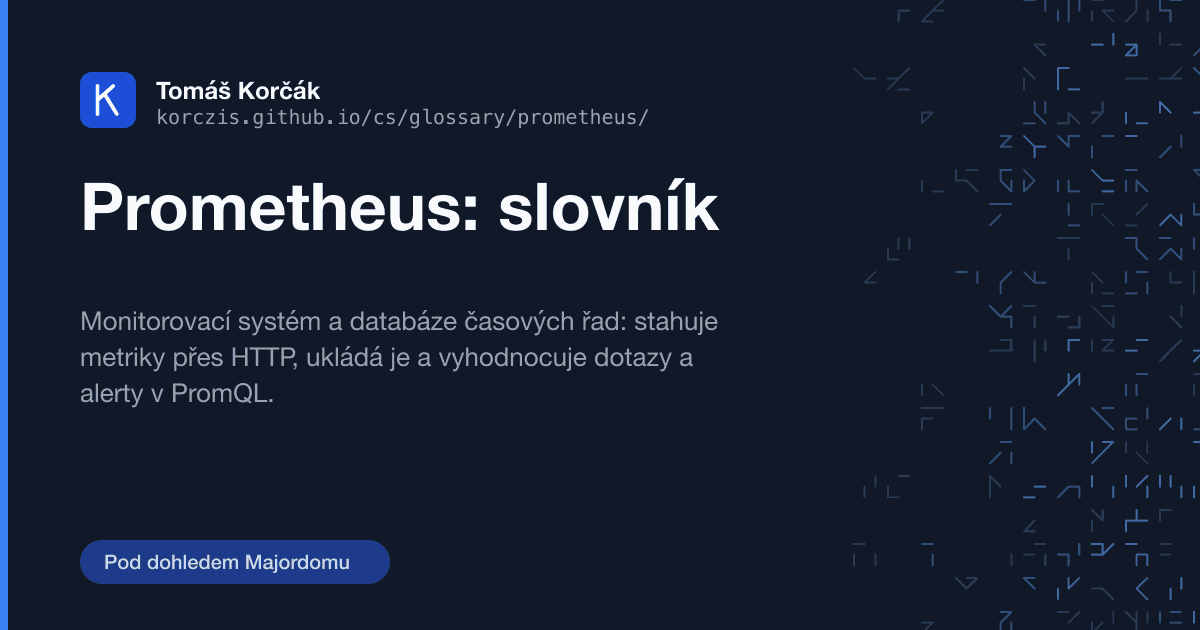 K
Tomáš Korčák
korczis.github.io/cs/glossary/prometheus/
Prometheus: slovník
Monitorovací systém a databáze časových řad: stahuje
metriky přes HTTP, ukládá je a vyhodnocuje dotazy a
alerty v PromQL.
Pod dohledem Majordomu